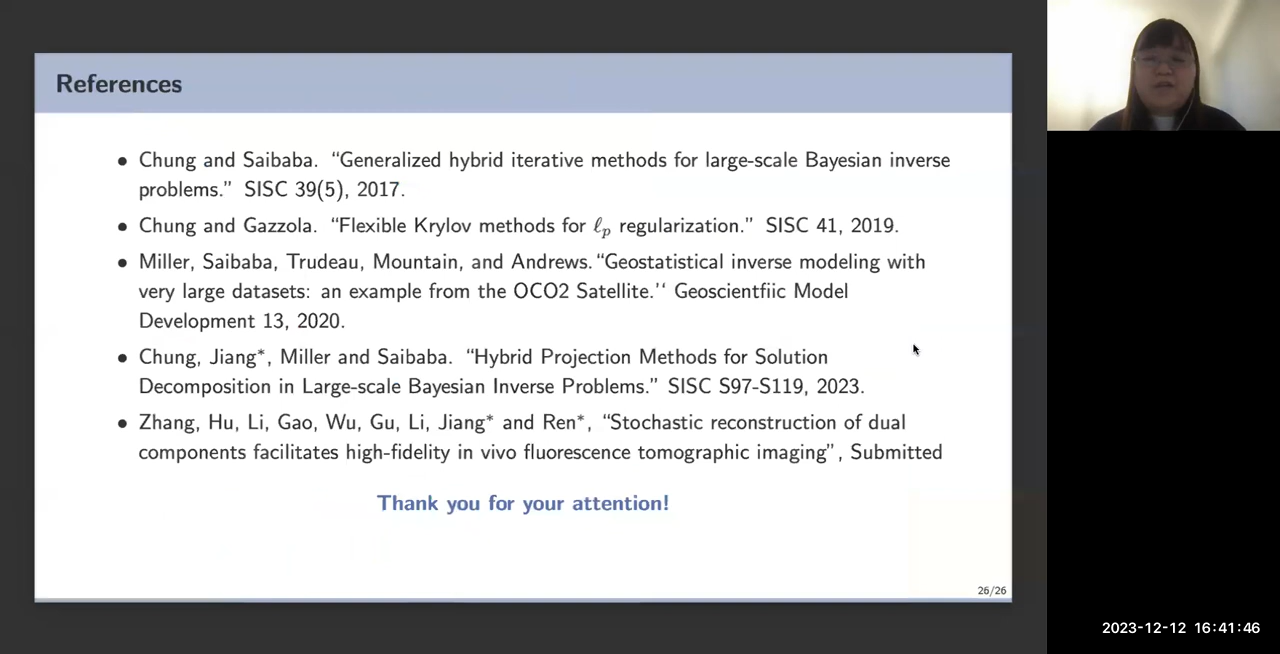 References
• Chung and Saibaba. “Generalized hybrid iterative methods for large-scale Bayesian inverse
problems.” SISC 39(5), 2017.
• Chung and Gazzola. “Flexible Krylov methods for ℓp regularization.” SISC 41, 2019.
• Miller, Saibaba, Trudeau, Mountain, and Andrews.“Geostatistical inverse modeling with
very large datasets: an example from the OCO2 Satellite.‘‘ Geoscientfiic Model
Development 13, 2020.
• Chung, Jiang*, Miller and Saibaba. “Hybrid Projection Methods for Solution
Decomposition in Large-scale Bayesian Inverse Problems.” SISC S97-S119, 2023.
• Zhang, Hu, Li, Gao, Wu, Gu, Li, Jiang* and Ren*, “Stochastic reconstruction of dual
components facilitates high-fidelity in vivo fluorescence tomographic imaging”, Submitted
Thank you for your attention!
26/26
2023-12-12 16:41:46